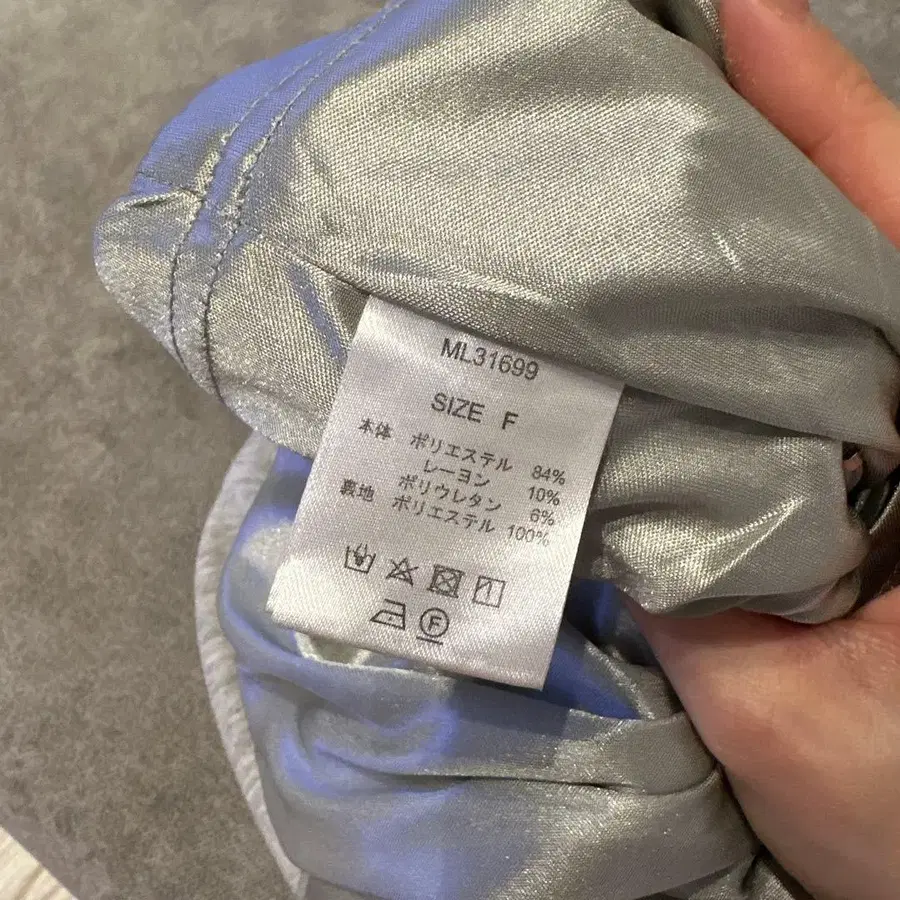 ML31699
SIZE F
本体 ポリエステル 84%
レーヨン 10%
ポリウレタン 6%
裏地 ポリエステル 100%
F